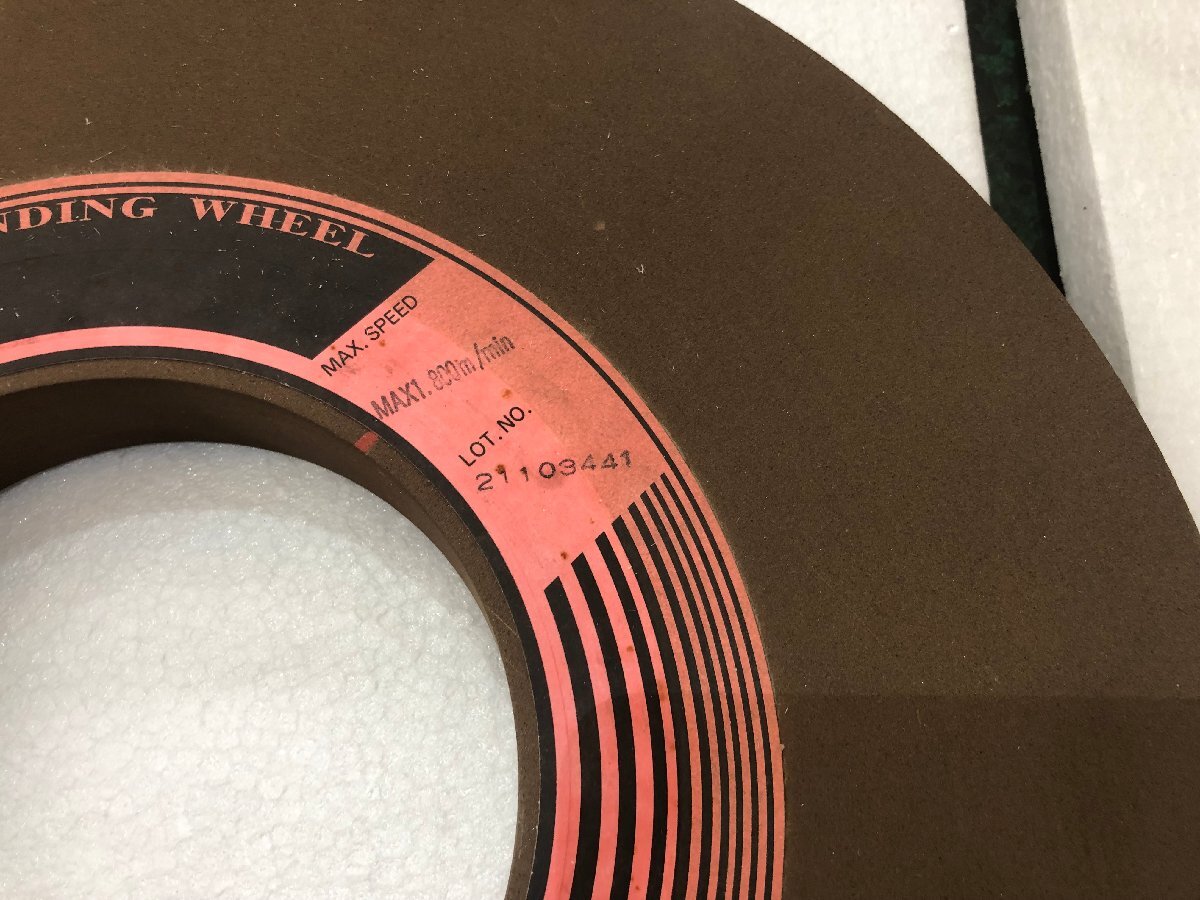 NDING WHEEL
MAX. SPEED
MAX1.800m/min
LOT. NO.
21103441